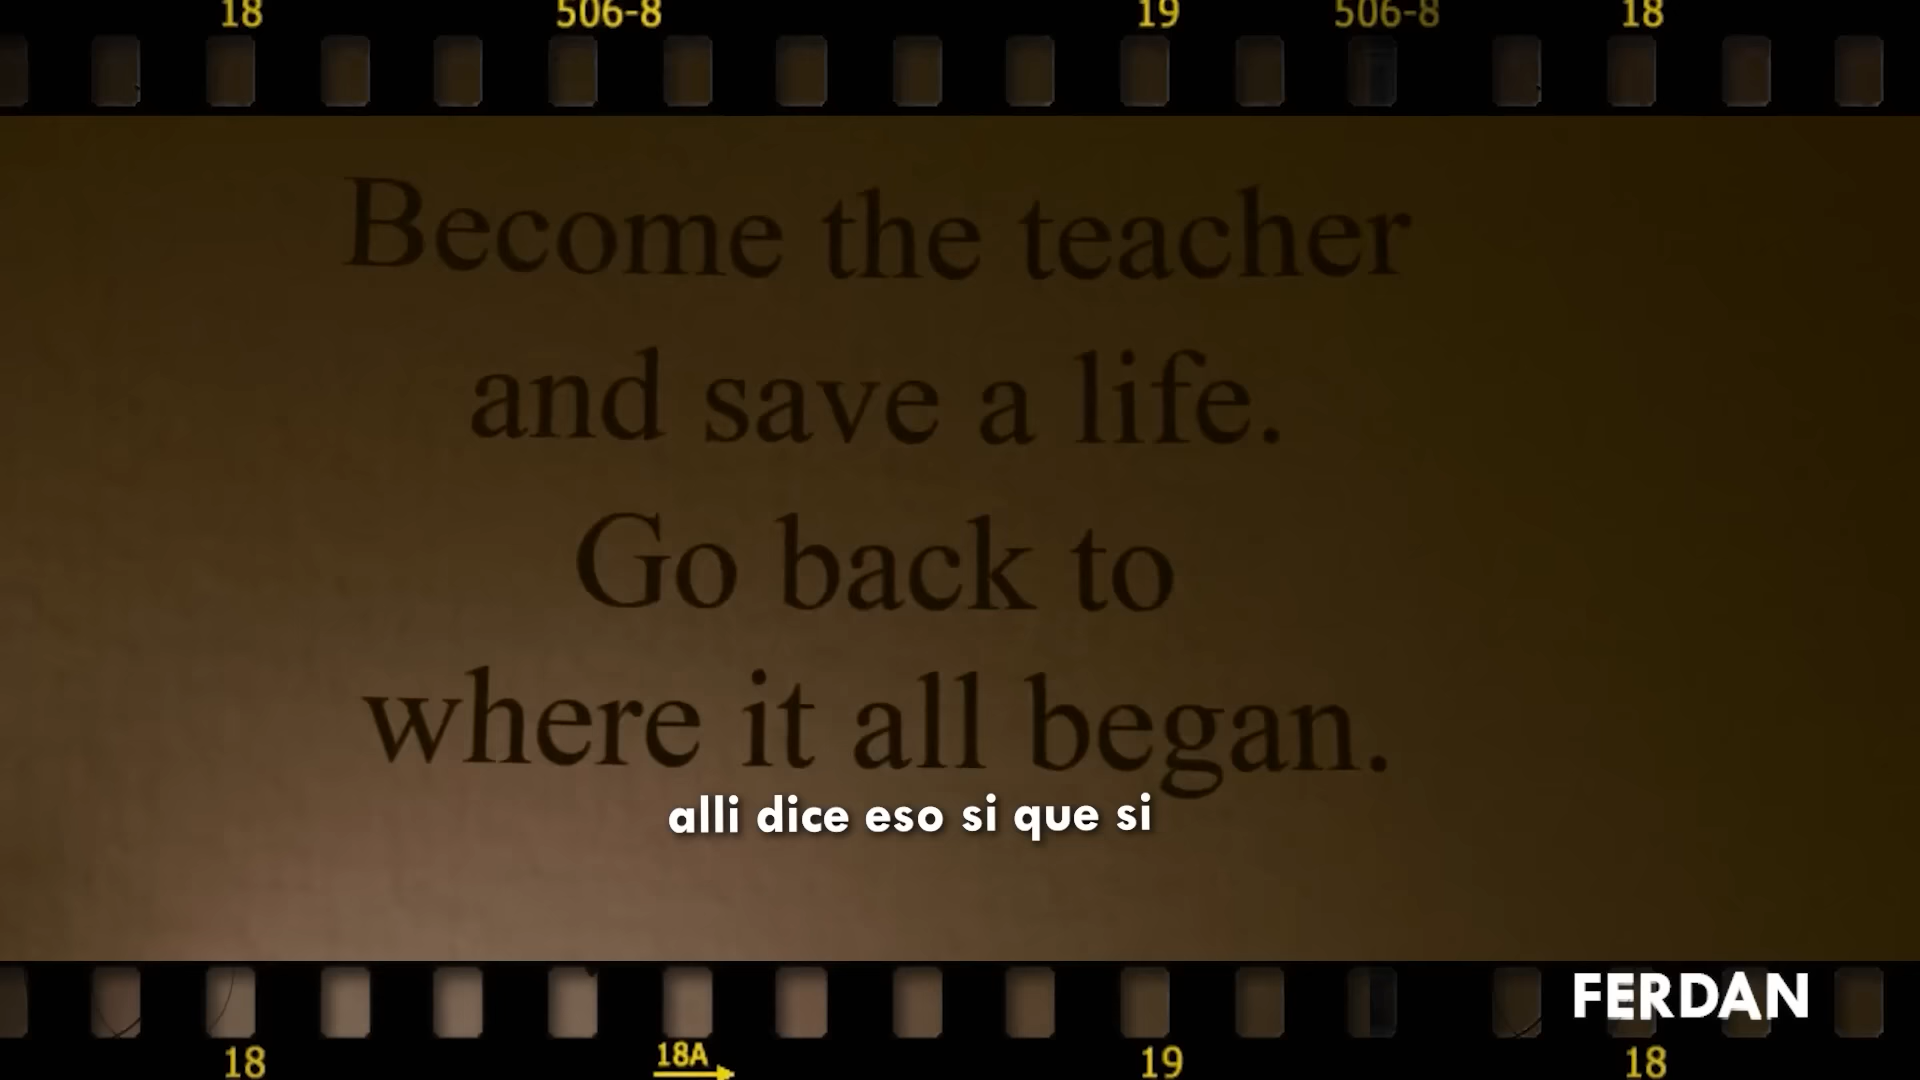 18 506-8 19 506-8 18
Become the teacher
and save a life.
Go back to
where it all began.
alli dice eso si que si
FERDAN
18 18A 19 18